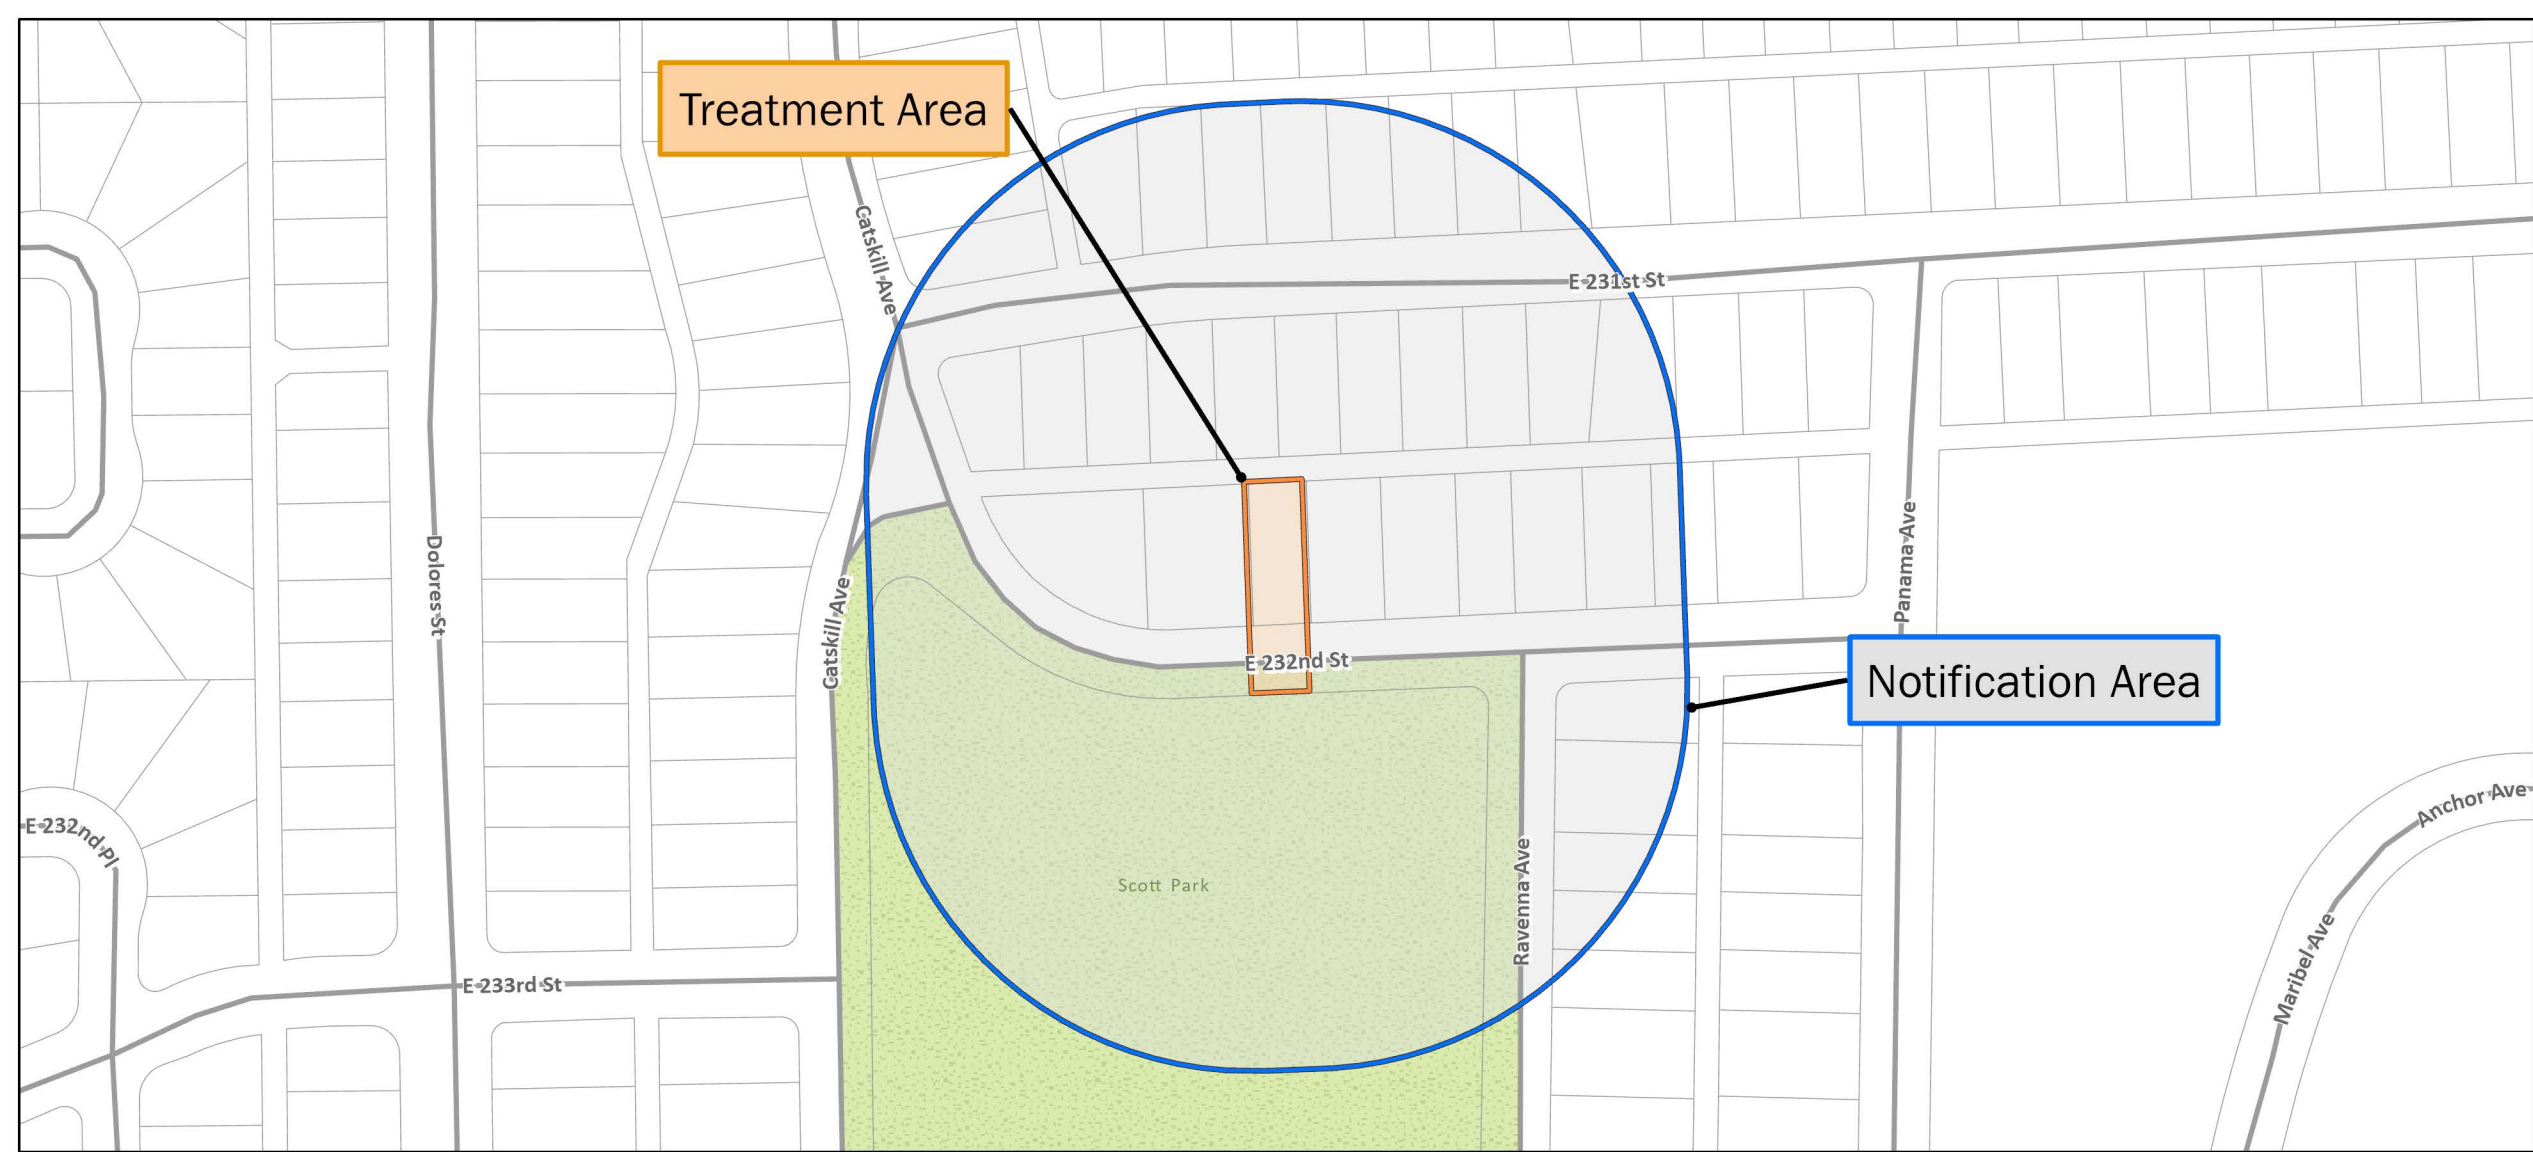 Treatment Area
Catskill Ave
E 231st St
Dolores St
Catskill Ave
Panama Ave
E 232nd St
Notification Area
E 232nd Pl
Anchor Ave
Scott Park
Ravenna Ave
Maribel Ave
E 233rd St